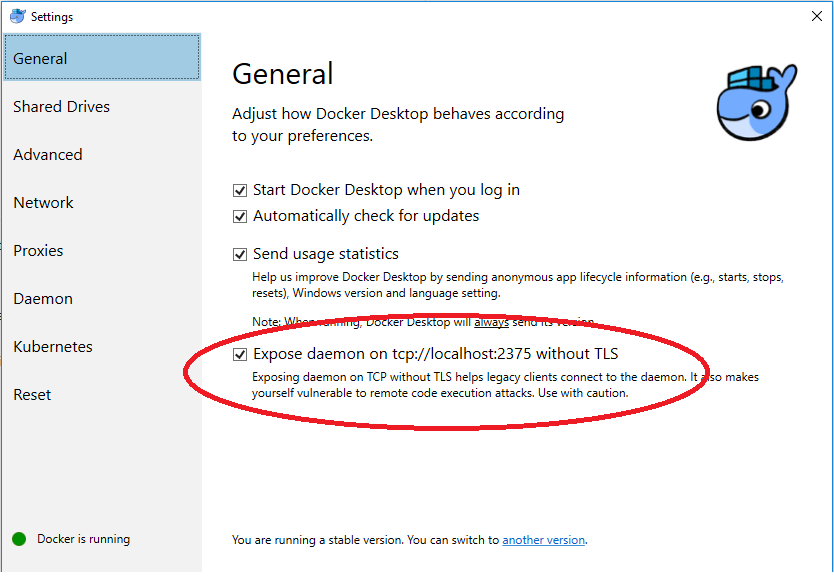 Settings
General
Shared Drives
Advanced
Network
Proxies
Daemon
Kubernetes
Reset
Docker is running
General
Adjust how Docker Desktop behaves according
to your preferences.
Start Docker Desktop when you log in
Automatically check for updates
Send usage statistics
Help us improve Docker Desktop by sending anonymous app lifecycle information (e.g., starts, stops,
resets), Windows version and language setting.
Note: When running, Docker Desktop will always send its version.
Expose daemon on tcp://localhost:2375 without TLS
Exposing daemon on TCP without TLS helps legacy clients connect to the daemon. It also makes
yourself vulnerable to remote code execution attacks. Use with caution.
You are running a stable version. You can switch to another version.